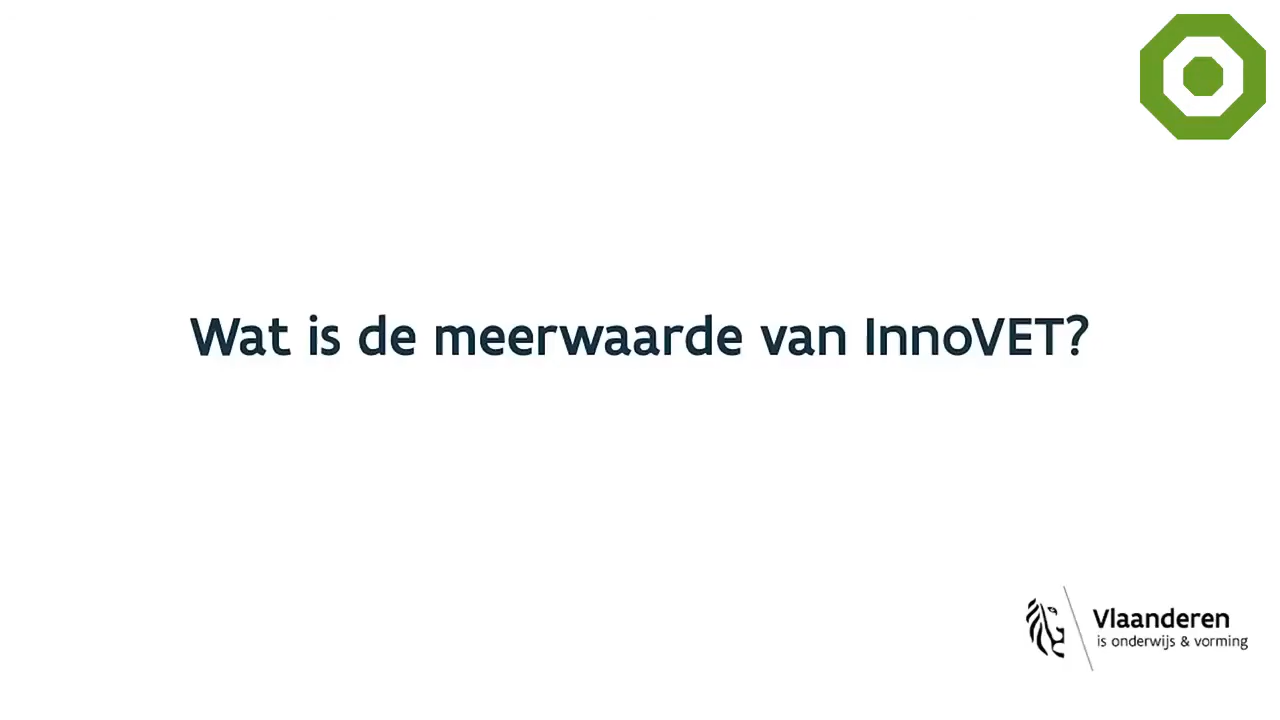 Wat is de meerwaarde van InnoVET?
Vlaanderen
is onderwijs & vorming